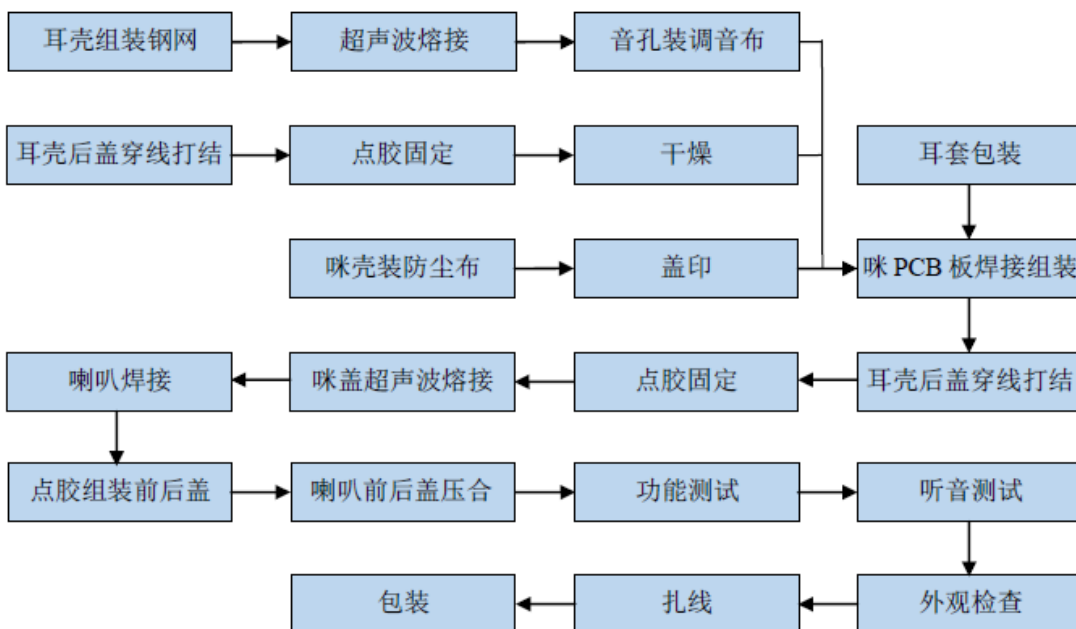 耳壳组装钢网
超声波熔接
音孔装调音布
耳壳后盖穿线打结
点胶固定
干燥
耳套包装
咪壳装防尘布
盖印
咪 PCB 板焊接组装
喇叭焊接
咪盖超声波熔接
点胶固定
耳壳后盖穿线打结
点胶组装前后盖
喇叭前后盖压合
功能测试
听音测试
包装
扎线
外观检查